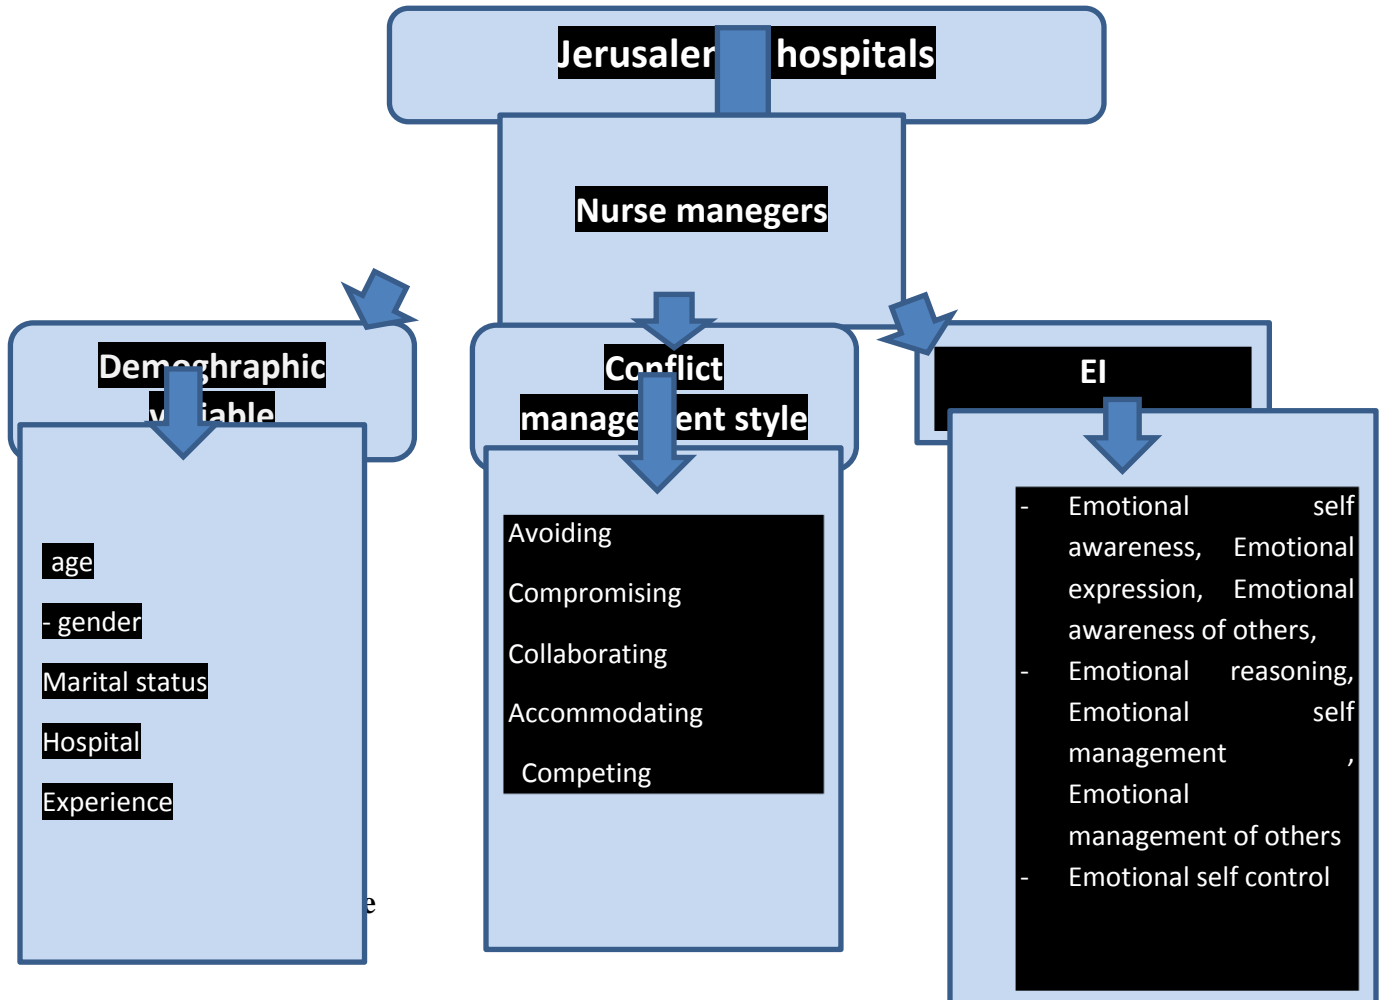 hospitals
Nurse manegers
Demoghraphic
Conflict
management style
EI
age
- gender
Marital status
Hospital
Experience
Avoiding
Compromising
Collaborating
Accommodating
Competing
- Emotional self
awareness, Emotional
expression, Emotional
awareness of others,
- Emotional reasoning,
Emotional self
management ,
Emotional
management of others
- Emotional self control